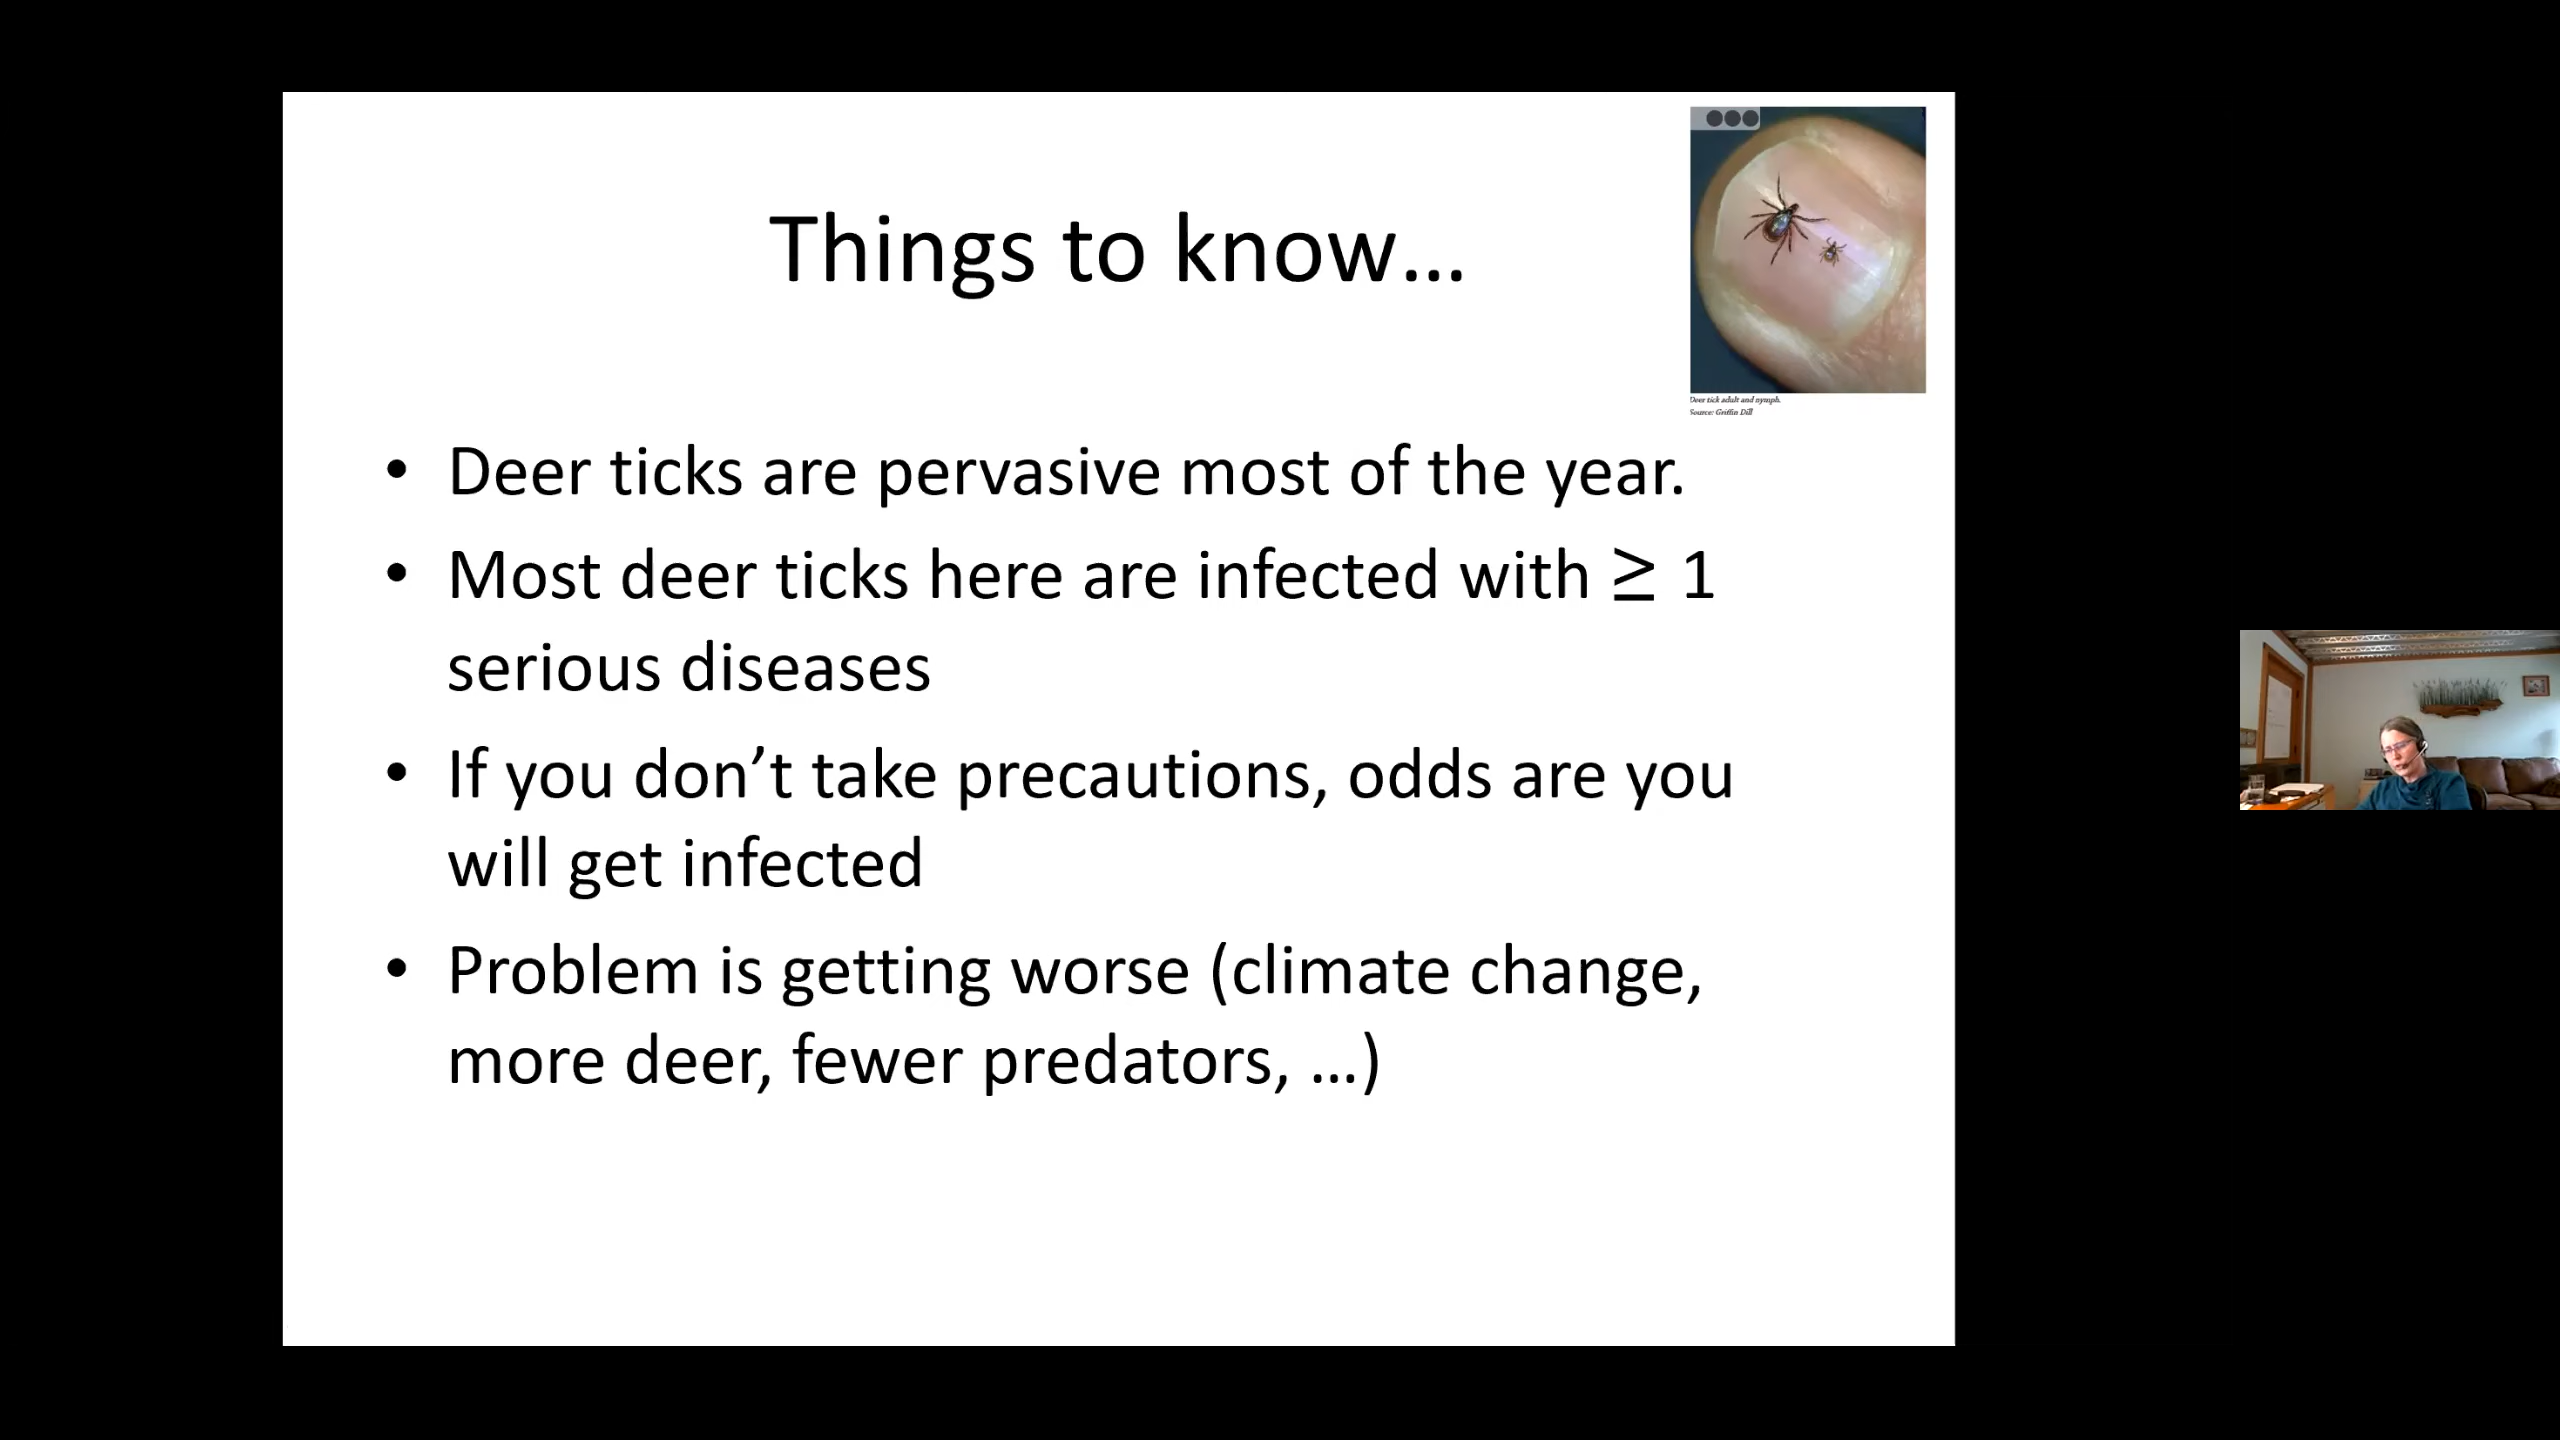 Things to know…
Deer tick adult and nymph.
Source: Griffin Dill
• Deer ticks are pervasive most of the year.
• Most deer ticks here are infected with ≥ 1
serious diseases
• If you don’t take precautions, odds are you
will get infected
• Problem is getting worse (climate change,
more deer, fewer predators, …)